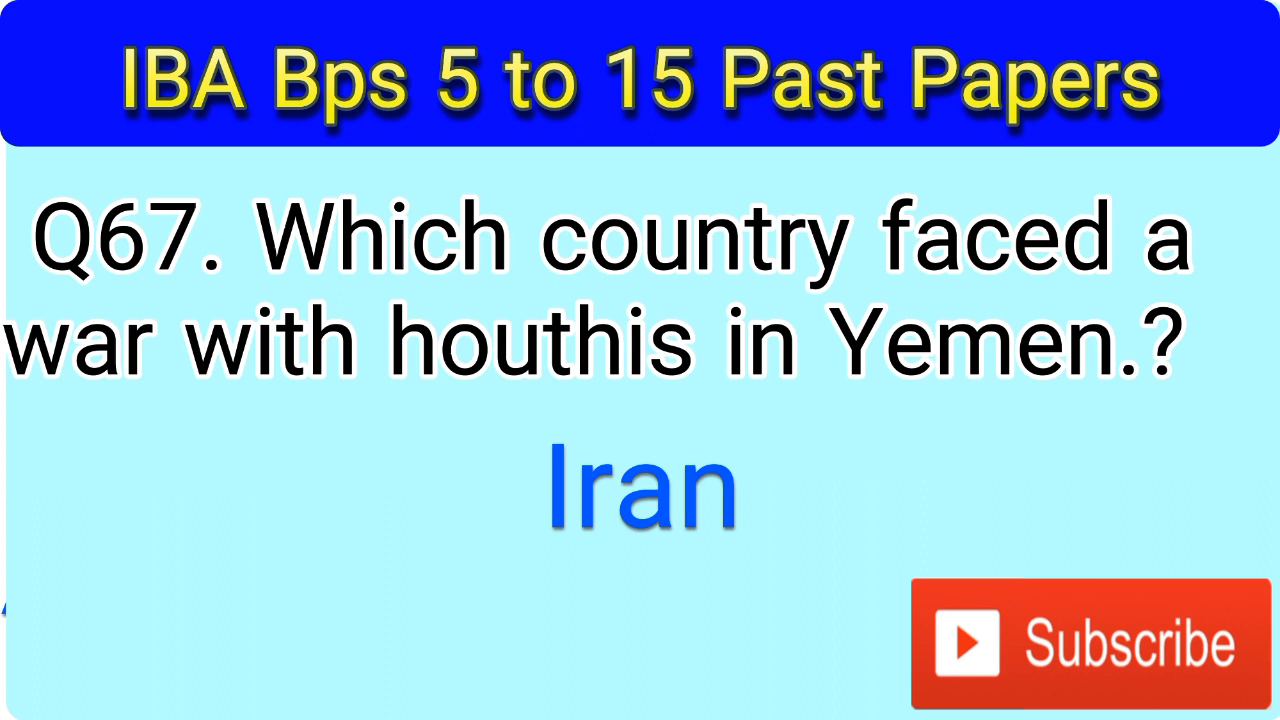 IBA Bps 5 to 15 Past Papers
Q67. Which country faced a
war with houthis in Yemen.?
Iran
Subscribe